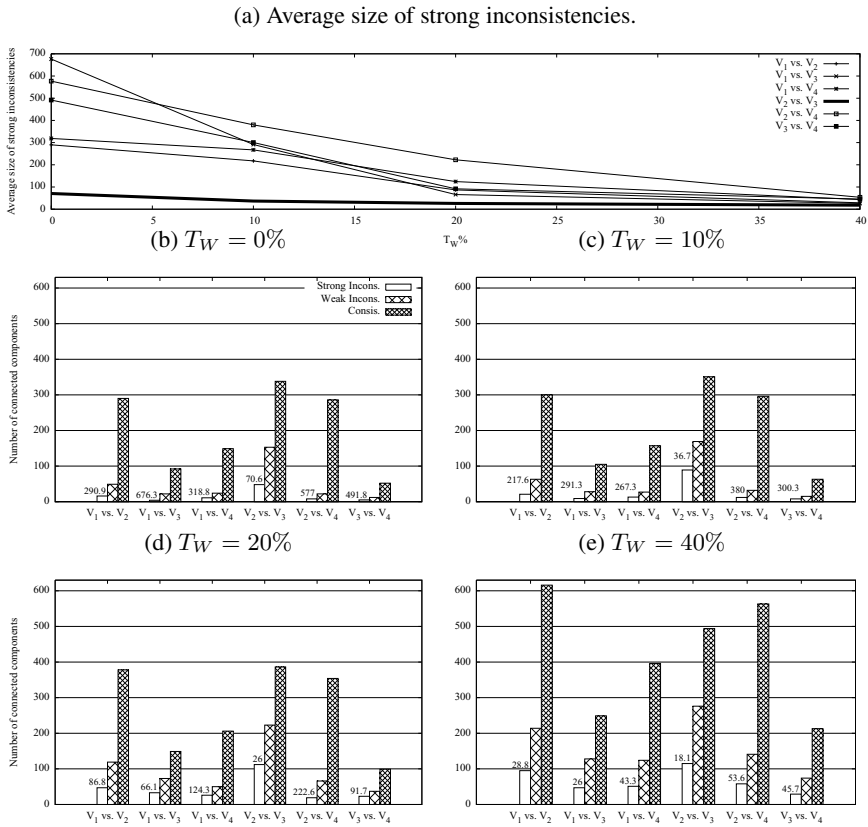 (a) Average size of strong inconsistencies.
700
600
500
400
300
200
100
0
Average size of strong inconsistencies
V1 vs. V2
V1 vs. V3
V1 vs. V4
V2 vs. V3
V2 vs. V4
V3 vs. V4
0 5 10 15 20 25 30 35 40
TW%
(b) TW = 0%
(c) TW = 10%
600
500
400
300
200
100
0
Number of connected components
Strong Incons.
Weak Incons.
Consis.
290.9 676.3 318.8 70.6 577 491.8
V1 vs. V2 V1 vs. V3 V1 vs. V4 V2 vs. V3 V2 vs. V4 V3 vs. V4
600
500
400
300
200
100
0
217.6 291.3 267.3 36.7 380 300.3
V1 vs. V2 V1 vs. V3 V1 vs. V4 V2 vs. V3 V2 vs. V4 V3 vs. V4
(d) TW = 20%
(e) TW = 40%
600
500
400
300
200
100
0
Number of connected components
86.8 66.1 124.3 26 222.6 91.7
V1 vs. V2 V1 vs. V3 V1 vs. V4 V2 vs. V3 V2 vs. V4 V3 vs. V4
600
500
400
300
200
100
0
28.8 26 43.3 18.1 53.6 45.7
V1 vs. V2 V1 vs. V3 V1 vs. V4 V2 vs. V3 V2 vs. V4 V3 vs. V4